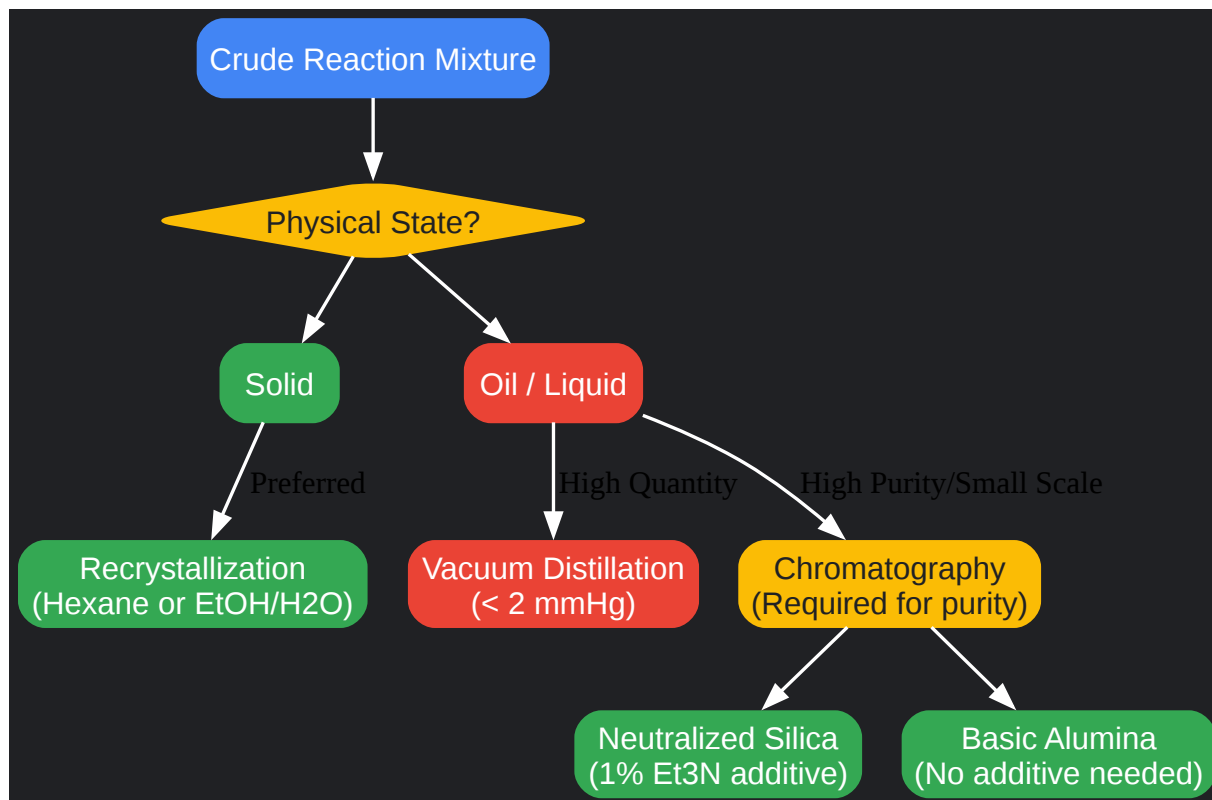 Crude Reaction Mixture
Physical State?
Solid
Oil / Liquid
Preferred
High Quantity
High Purity/Small Scale
Recrystallization
(Hexane or EtOH/H2O)
Vacuum Distillation
(< 2 mmHg)
Chromatography
(Required for purity)
Neutralized Silica
(1% Et3N additive)
Basic Alumina
(No additive needed)